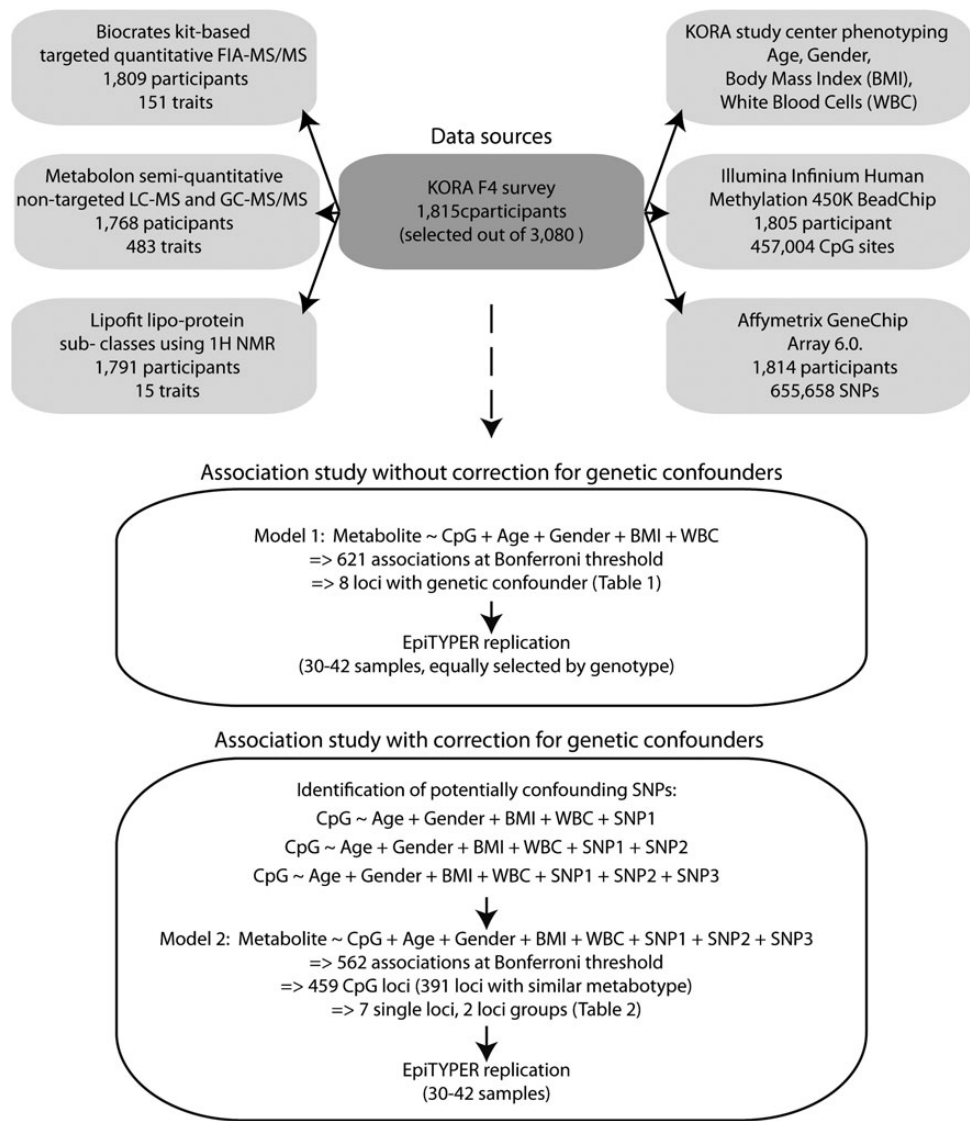 Biocrates kit-based
targeted quantitative FIA-MS/MS
1,809 participants
151 traits
KORA study center phenotyping
Age, Gender,
Body Mass Index (BMI),
White Blood Cells (WBC)
Data sources
Metabolon semi-quantitative
non-targeted LC-MS and GC-MS/MS
1,768 paticipants
483 traits
KORA F4 survey
1,815cparticipants
(selected out of 3,080 )
Illumina Infinium Human
Methylation 450K BeadChip
1,805 participant
457,004 CpG sites
Lipofit lipo-protein
sub- classes using 1H NMR
1,791 participants
15 traits
Affymetrix GeneChip
Array 6.0.
1,814 participants
655,658 SNPs
Association study without correction for genetic confounders
Model 1: Metabolite ~ CpG + Age + Gender + BMI + WBC
=> 621 associations at Bonferroni threshold
=> 8 loci with genetic confounder (Table 1)
EpiTYPER replication
(30-42 samples, equally selected by genotype)
Association study with correction for genetic confounders
Identification of potentially confounding SNPs:
CpG ~ Age + Gender + BMI + WBC + SNP1
CpG ~ Age + Gender + BMI + WBC + SNP1 + SNP2
CpG ~ Age + Gender + BMI + WBC + SNP1 + SNP2 + SNP3
Model 2: Metabolite ~ CpG + Age + Gender + BMI + WBC + SNP1 + SNP2 + SNP3
=> 562 associations at Bonferroni threshold
=> 459 CpG loci (391 loci with similar metabotype)
=> 7 single loci, 2 loci groups (Table 2)
EpiTYPER replication
(30-42 samples)